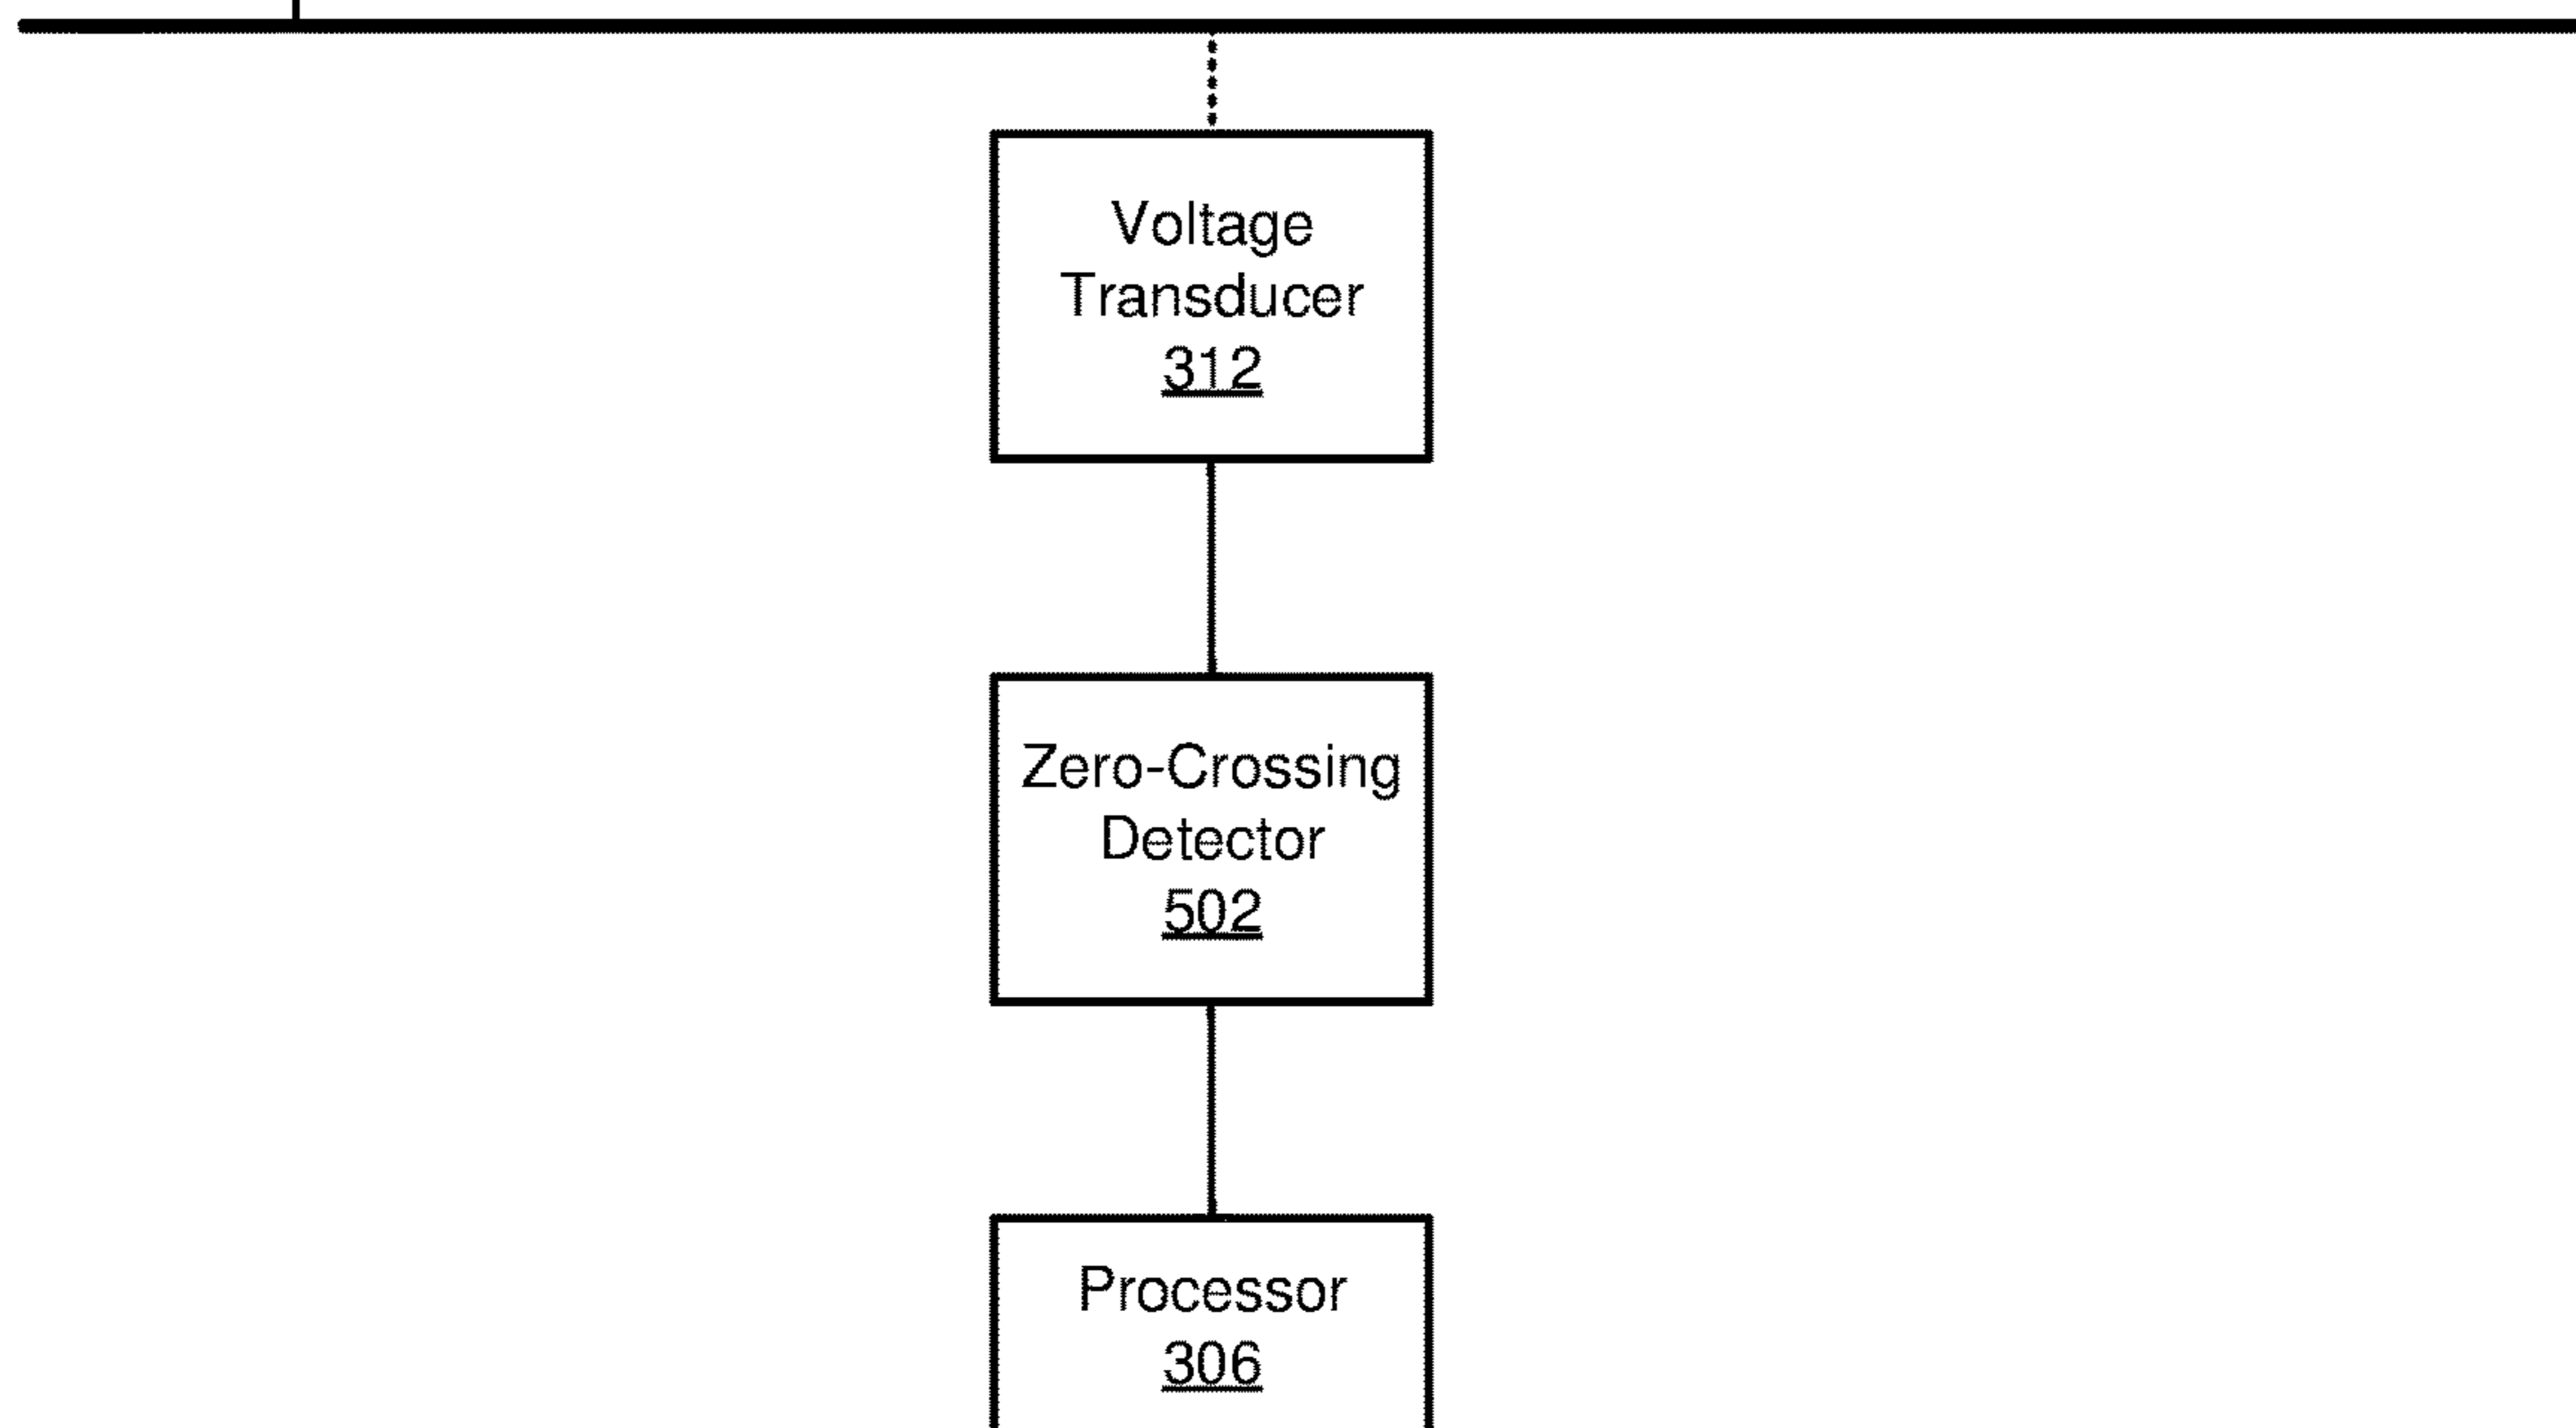 Voltage
Transducer
312
Zero-Crossing
Detector
502
Processor
306